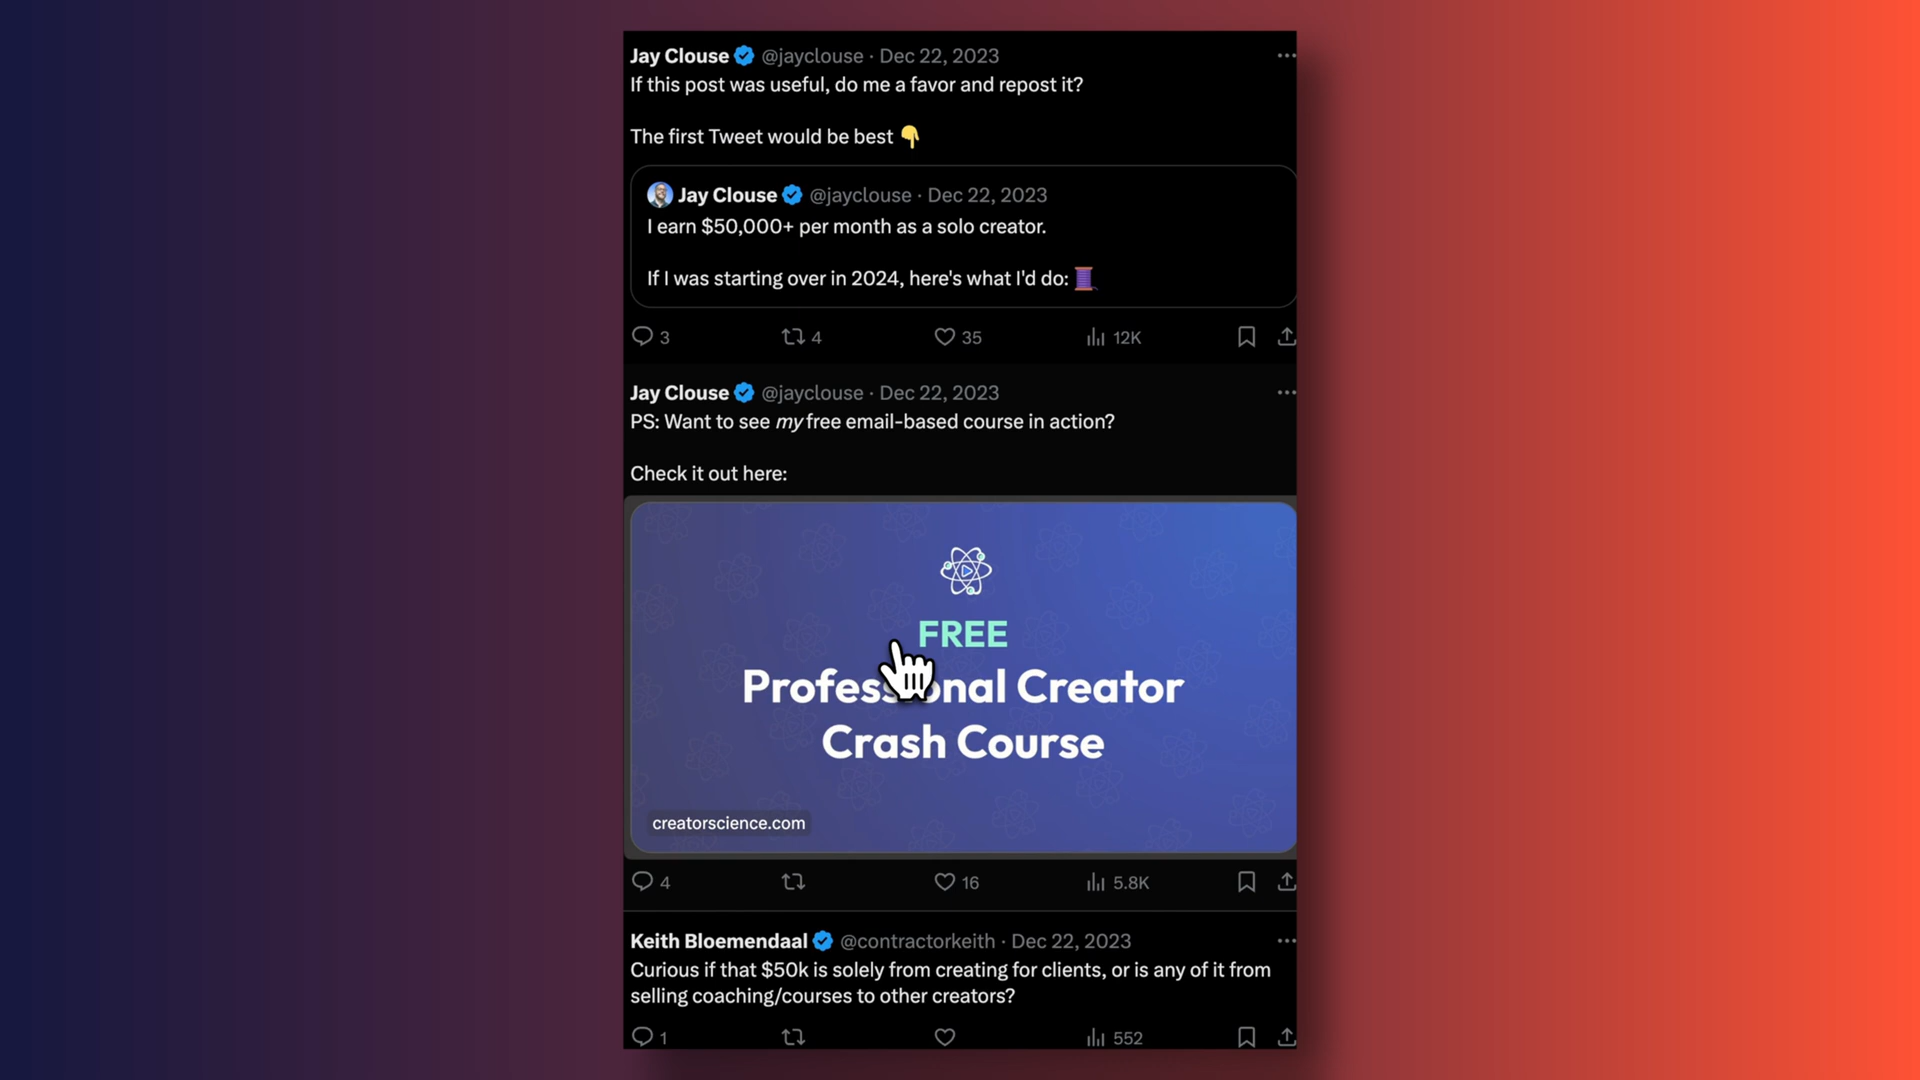 Jay Clouse @jayclouse · Dec 22, 2023
If this post was useful, do me a favor and repost it?
The first Tweet would be best 👇
Jay Clouse @jayclouse · Dec 22, 2023
I earn $50,000+ per month as a solo creator.
If I was starting over in 2024, here's what I'd do: 🧵
3 4 35 12K
Jay Clouse @jayclouse · Dec 22, 2023
PS: Want to see my free email-based course in action?
Check it out here:
FREE
Professional Creator
Crash Course
creatorscience.com
4 16 5.8K
Keith Bloemendaal @contractorkeith · Dec 22, 2023
Curious if that $50k is solely from creating for clients, or is any of it from
selling coaching/courses to other creators?
1 552